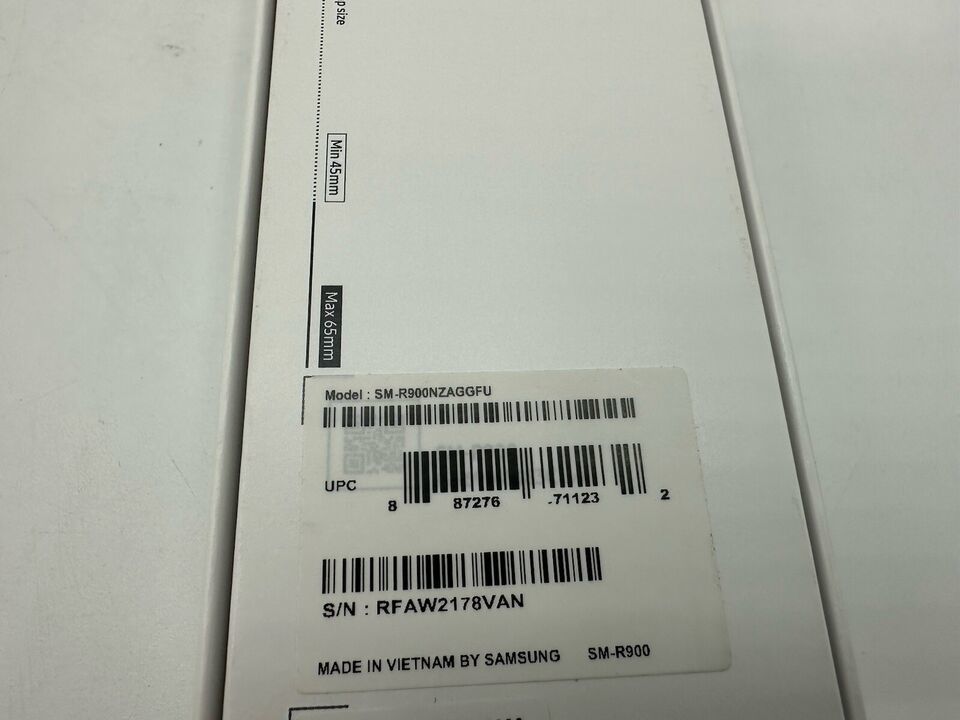 p size
Min 45mm
Max 65mm
Model : SM-R900NZAGGFU
UPC
8 87276 -71123 2
S/N : RFAW2178VAN
MADE IN VIETNAM BY SAMSUNG SM-R900